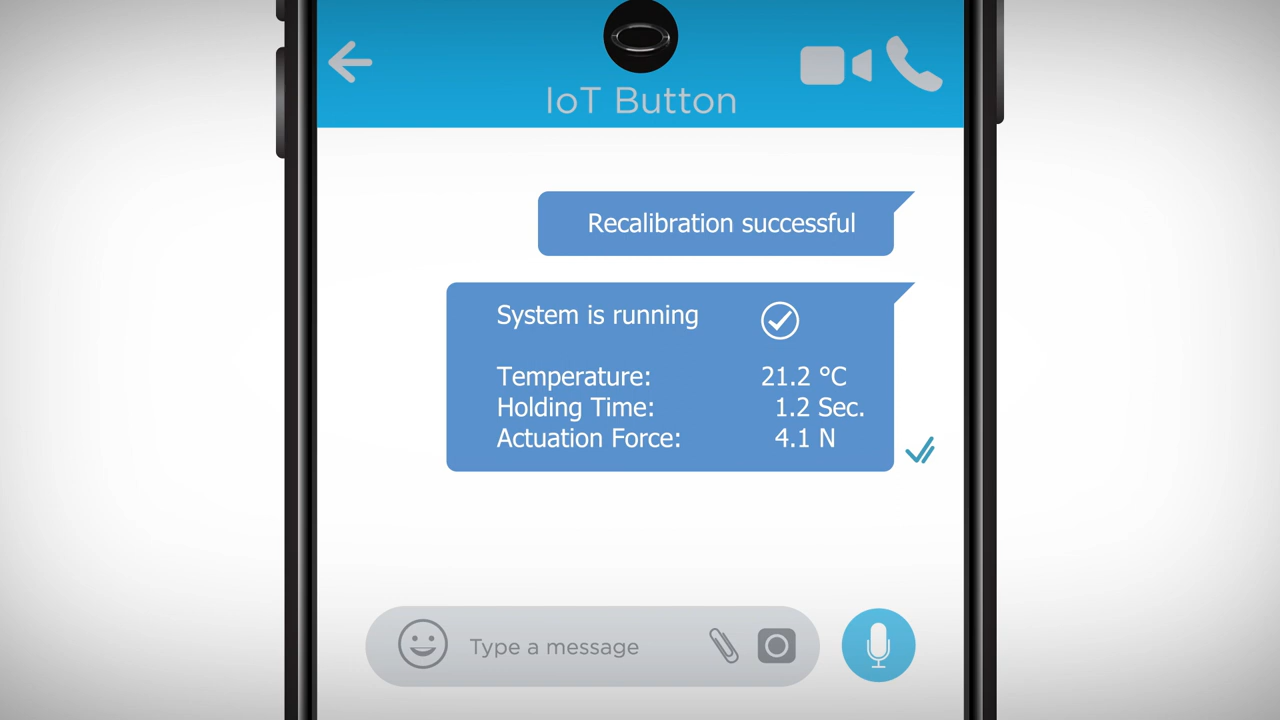 IoT Button
Recalibration successful
System is running
Temperature: 21.2 °C
Holding Time: 1.2 Sec.
Actuation Force: 4.1 N
Type a message